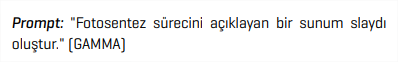 Prompt: "Fotosentez sürecini açıklayan bir sunum slaydı
oluştur." (GAMMA)